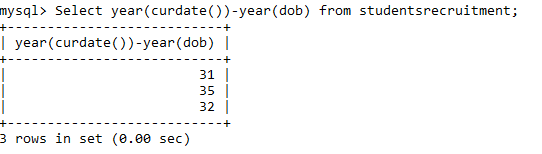 mysql> Select year(curdate())-year(dob) from studentsrecruitment;
+---------------------------+
| year(curdate())-year(dob) |
+---------------------------+
|                        31 |
|                        35 |
|                        32 |
+---------------------------+
3 rows in set (0.00 sec)